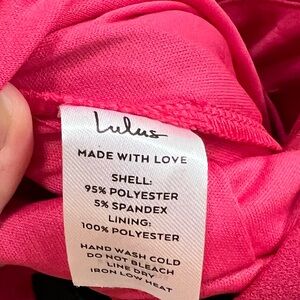 Lulus
MADE WITH LOVE
SHELL:
95% POLYESTER
5% SPANDEX
LINING:
100% POLYESTER
HAND WASH COLD
DO NOT BLEACH
LINE DRY
IRON LOW HEAT